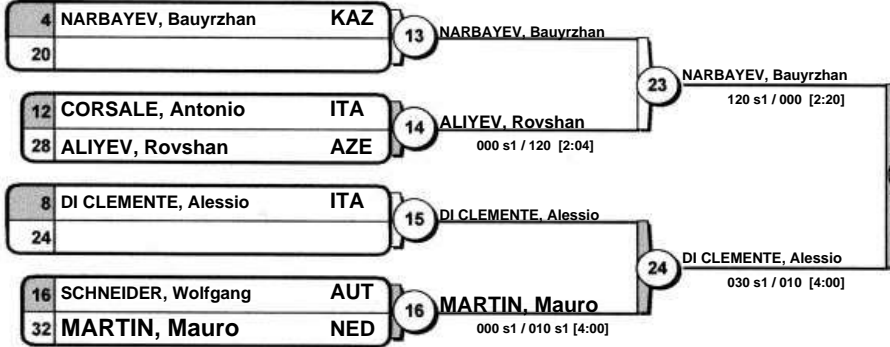 4 NARBAYEV, Bauyrzhan KAZ
20
13
NARBAYEV, Bauyrzhan
12 CORSALE, Antonio ITA
28 ALIYEV, Rovshan AZE
14
ALIYEV, Rovshan
000 s1 / 120 [2:04]
23
NARBAYEV, Bauyrzhan
120 s1 / 000 [2:20]
8 DI CLEMENTE, Alessio ITA
24
15
DI CLEMENTE, Alessio
16 SCHNEIDER, Wolfgang AUT
32 MARTIN, Mauro NED
16
MARTIN, Mauro
000 s1 / 010 s1 [4:00]
24
DI CLEMENTE, Alessio
030 s1 / 010 [4:00]